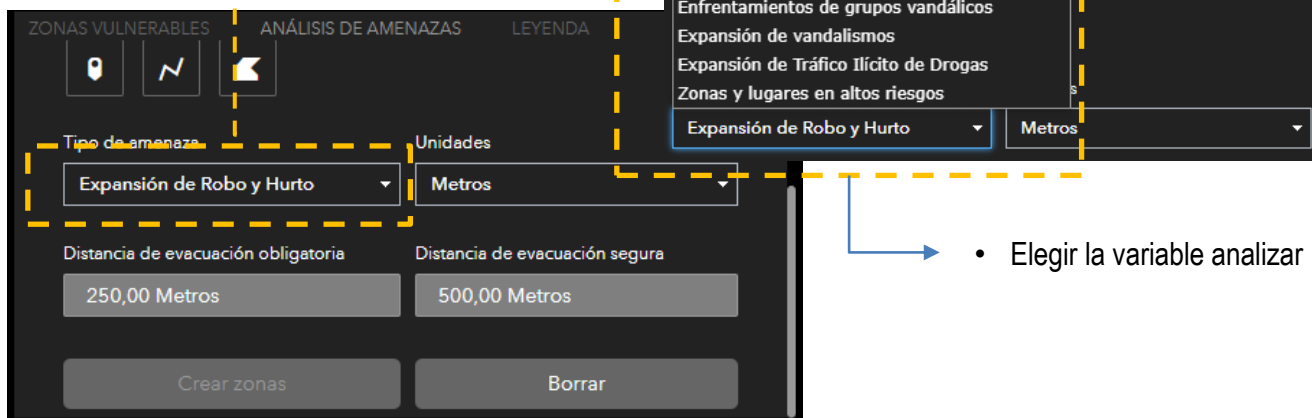 Enfrentamientos de grupos vandálicos
Expansión de vandalismos
Expansión de Tráfico Ilícito de Drogas
Zonas y lugares en altos riesgos
s
Expansión de Robo y Hurto Metros
ZONAS VULNERABLES ANÁLISIS DE AMENAZAS LEYENDA
Tipo de amenaza Unidades
Expansión de Robo y Hurto Metros
Distancia de evacuación obligatoria Distancia de evacuación segura
250,00 Metros 500,00 Metros
Crear zonas Borrar
• Elegir la variable analizar